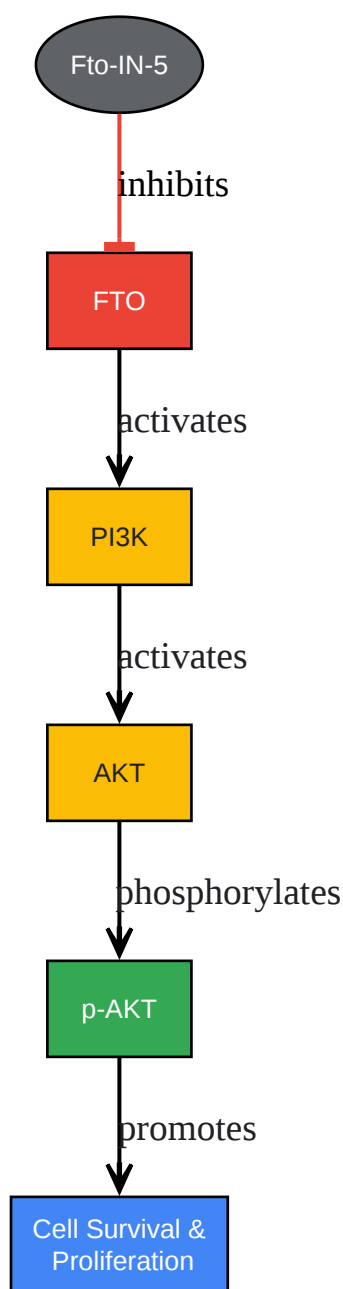 Fto-IN-5
inhibits
FTO
activates
PI3K
activates
AKT
phosphorylates
p-AKT
promotes
Cell Survival &
Proliferation